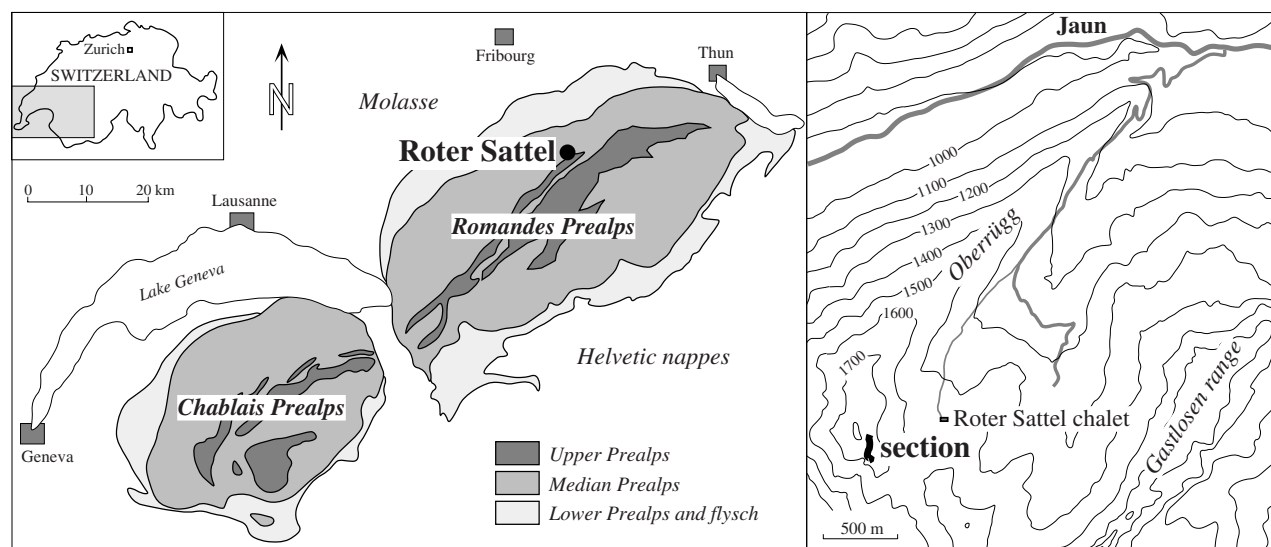 Zurich
SWITZERLAND
N
0 10 20 km
Fribourg
Thun
Molasse
Roter Sattel
Lausanne
Romandes Prealps
Lake Geneva
Helvetic nappes
Chablais Prealps
Geneva
Upper Prealps
Median Prealps
Lower Prealps and flysch
Jaun
1000
1100
1200
1300
1400
1500
1600
1700
Oberrügg
Gastlosen range
Roter Sattel chalet
section
500 m